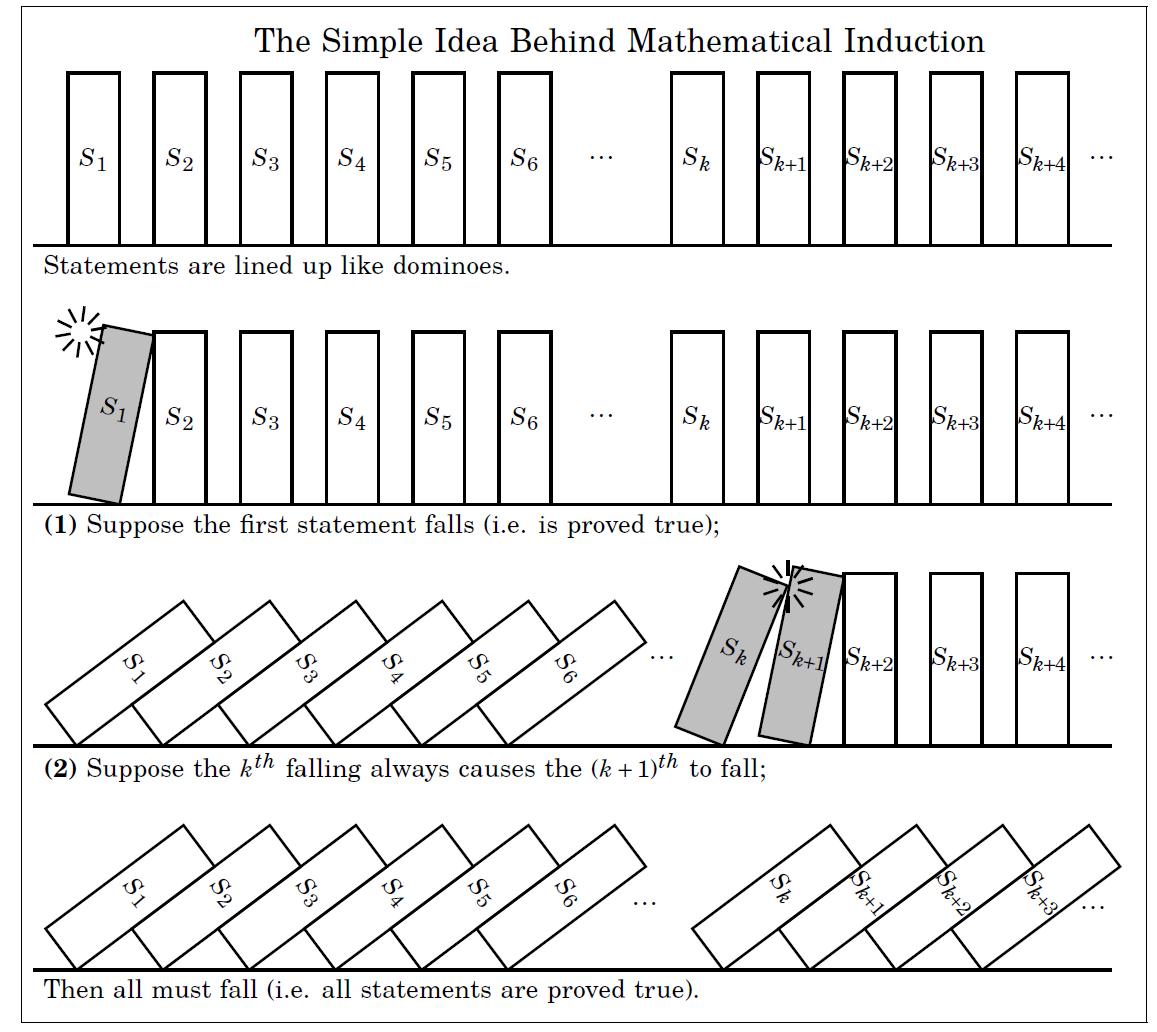 The Simple Idea Behind Mathematical Induction
S₁ S₂ S₃ S₄ S₅ S₆ ⋯ Sₖ Sₖ₊₁ Sₖ₊₂ Sₖ₊₃ Sₖ₊₄ ⋯
Statements are lined up like dominoes.
S₁ S₂ S₃ S₄ S₅ S₆ ⋯ Sₖ Sₖ₊₁ Sₖ₊₂ Sₖ₊₃ Sₖ₊₄ ⋯
(1) Suppose the first statement falls (i.e. is proved true);
S₁ S₂ S₃ S₄ S₅ S₆ ⋯ Sₖ Sₖ₊₁ Sₖ₊₂ Sₖ₊₃ Sₖ₊₄ ⋯
(2) Suppose the kᵗʰ falling always causes the (k+1)ᵗʰ to fall;
S₁ S₂ S₃ S₄ S₅ S₆ ⋯ Sₖ Sₖ₊₁ Sₖ₊₂ Sₖ₊₃ ⋯
Then all must fall (i.e. all statements are proved true).